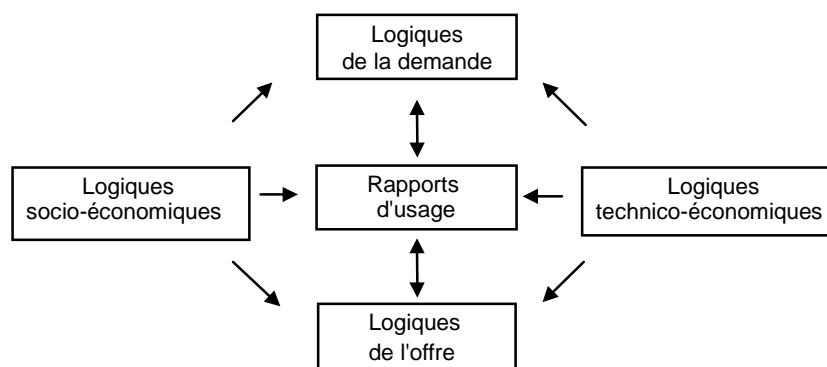 Logiques
de la demande
Logiques
socio-économiques
Rapports
d'usage
Logiques
technico-économiques
Logiques
de l'offre